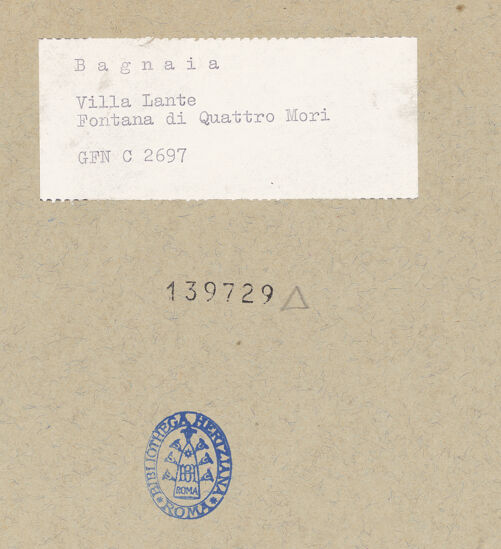 Bagnaia
Villa Lante
Fontana di Quattro Mori
GFN C 2697
139729
BIBLIOTHECA HERTZIANA
ROMA
ROMA